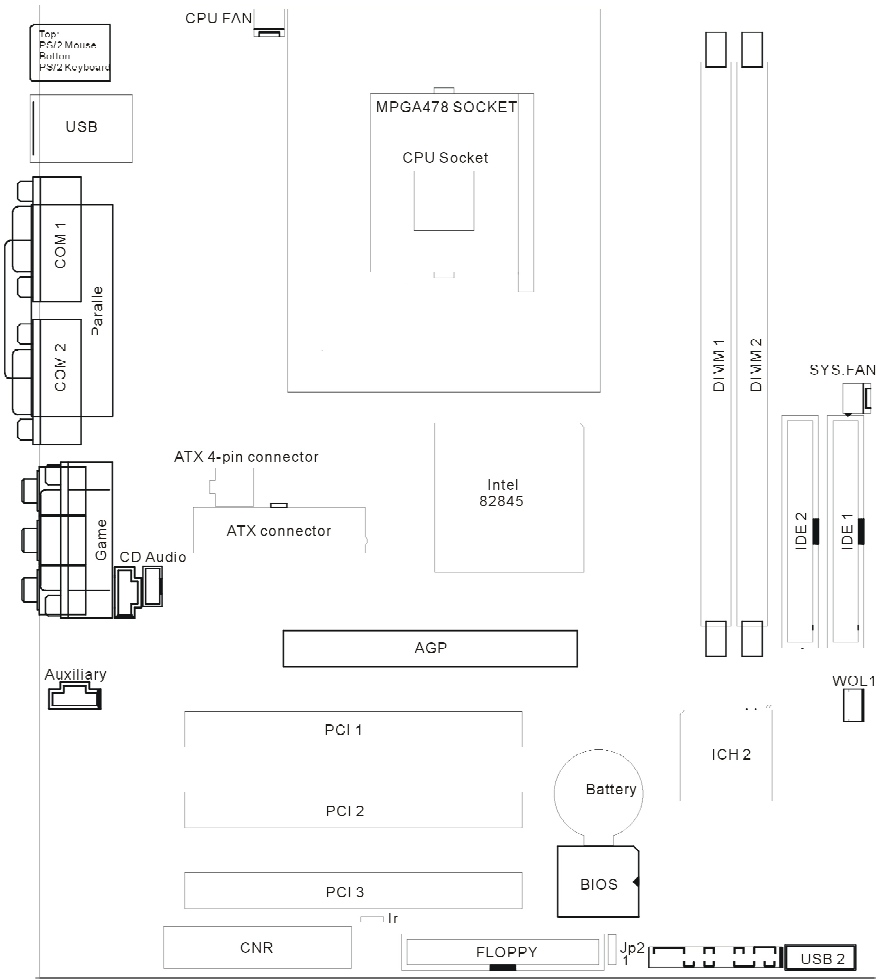 CPU FAN
Top:
PS/2 Mouse
Button:
PS/2 Keyboard
USB
MPGA478 SOCKET
CPU Socket
COM 1
Paralle
COM 2
DIMM 1
DIMM 2
SYS.FAN
ATX 4-pin connector
Intel
82845
ATX connector
IDE 2
IDE 1
Game
CD Audio
AGP
Auxiliary
WOL1
PCI 1
ICH 2
Battery
PCI 2
BIOS
PCI 3
Ir
CNR
FLOPPY
Jp2
1
USB 2